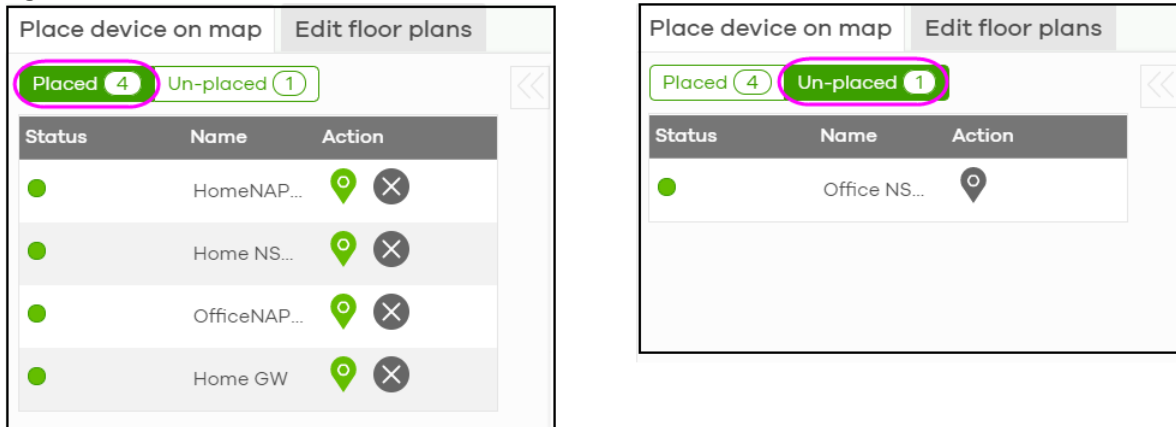 Place device on map Edit floor plans
Placed 4 Un-placed 1
Status Name Action
HomeNAP...
Home NS...
OfficeNAP...
Home GW
Place device on map Edit floor plans
Placed 4 Un-placed 1
Status Name Action
Office NS...